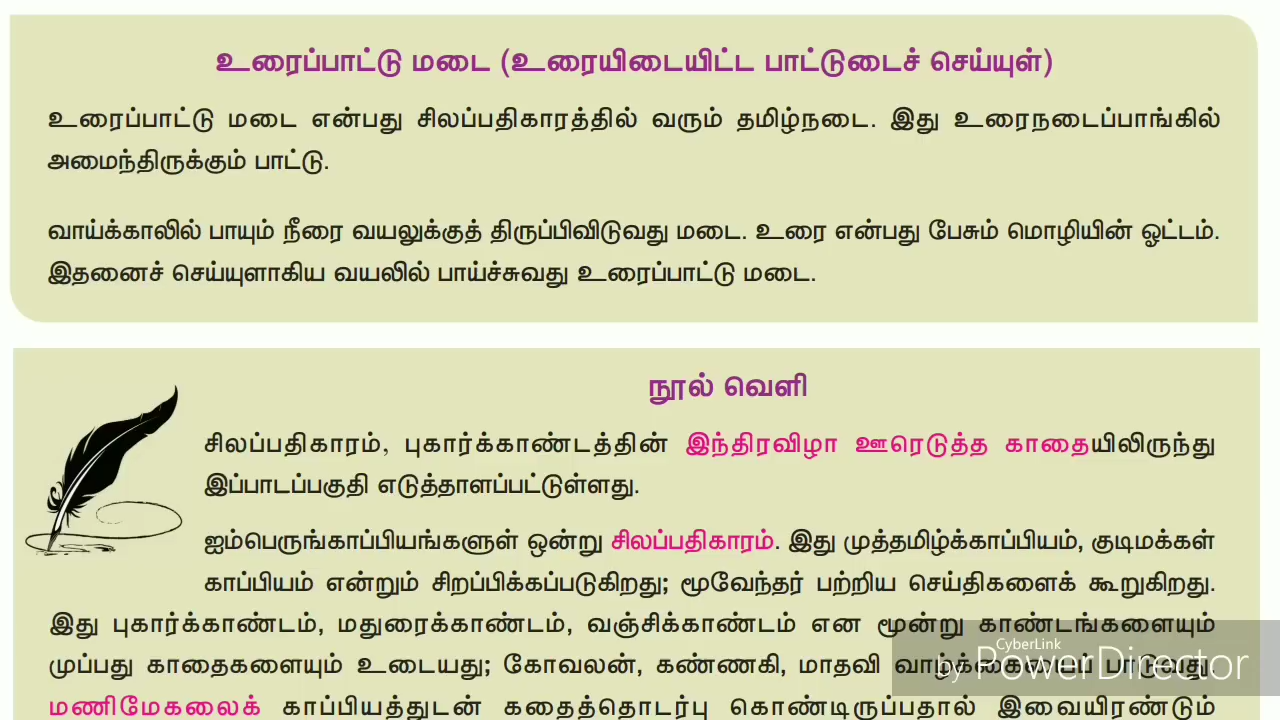 உரைப்பாட்டு மடை (உரையிடையிட்ட பாட்டுடைச் செய்யுள்)
உரைப்பாட்டு மடை என்பது சிலப்பதிகாரத்தில் வரும் தமிழ்நடை. இது உரைநடைப்பாங்கில்
அமைந்திருக்கும் பாட்டு.
வாய்க்காலில் பாயும் நீரை வயலுக்குத் திருப்பிவிடுவது மடை. உரை என்பது பேசும் மொழியின் ஓட்டம்.
இதனைச் செய்யுளாகிய வயலில் பாய்ச்சுவது உரைப்பாட்டு மடை.
நூல் வெளி
சிலப்பதிகாரம், புகார்க்காண்டத்தின் இந்திரவிழா ஊரெடுத்த காதையிலிருந்து
இப்பாடப்பகுதி எடுத்தாளப்பட்டுள்ளது.
ஐம்பெருங்காப்பியங்களுள் ஒன்று சிலப்பதிகாரம். இது முத்தமிழ்க்காப்பியம், குடிமக்கள்
காப்பியம் என்றும் சிறப்பிக்கப்படுகிறது; மூவேந்தர் பற்றிய செய்திகளைக் கூறுகிறது.
இது புகார்க்காண்டம், மதுரைக்காண்டம், வஞ்சிக்காண்டம் என மூன்று காண்டங்களையும்
முப்பது காதைகளையும் உடையது; கோவலன், கண்ணகி, மாதவி வாழ்க்கையைப் பாடுவது.
மணிமேகலைக் காப்பியத்துடன் கதைத்தொடர்பு கொண்டிருப்பதால் இவையிரண்டும்
CyberLink
by PowerDirector